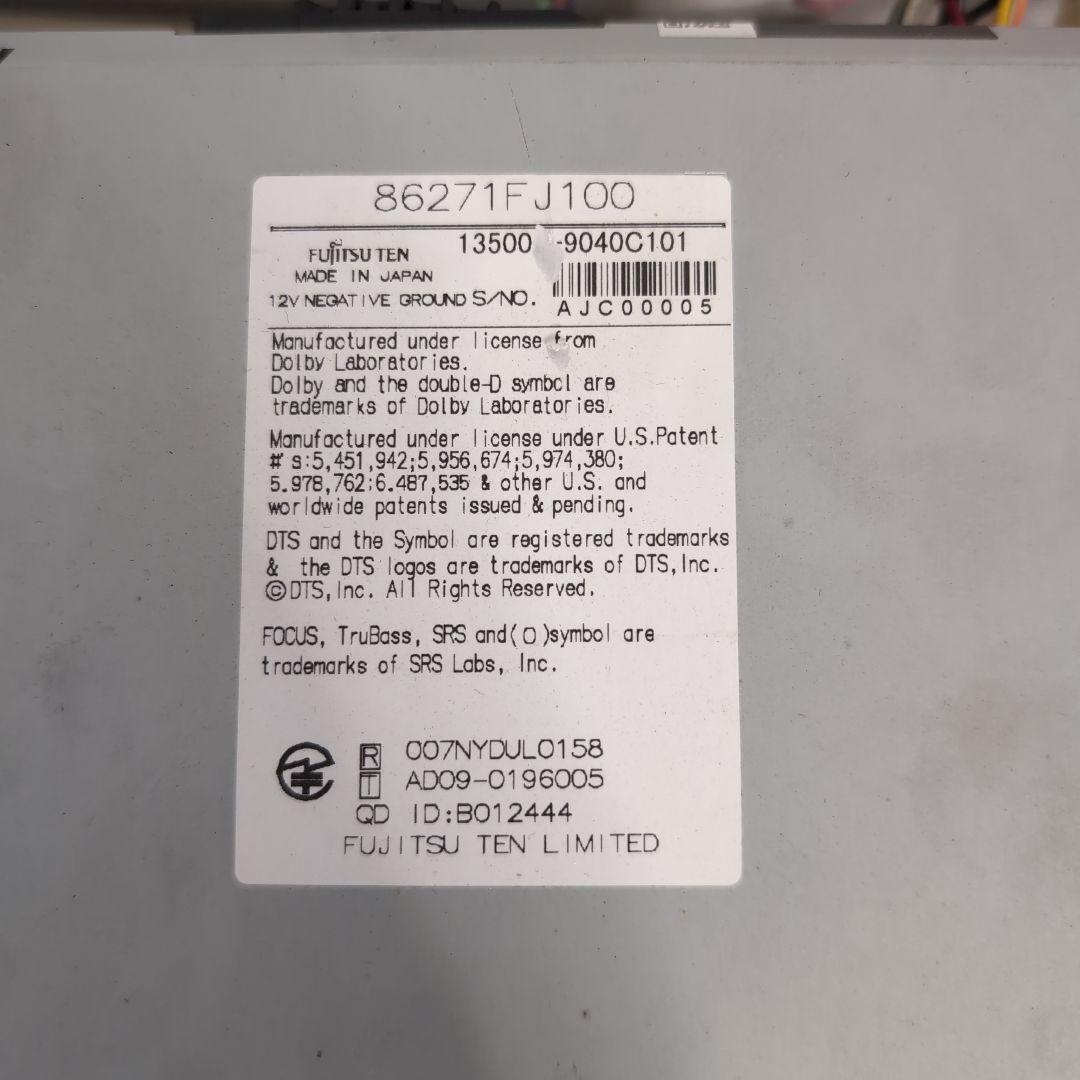 86271FJ100
FUJITSU TEN 13500 -9040C101
MADE IN JAPAN
12V NEGATIVE GROUND S/NO.
AJC00005
Manufactured under license from
Dolby Laboratories.
Dolby and the double-D symbol are
trademarks of Dolby Laboratories.
Manufactured under license under U.S.Patent
# s:5,451,942;5,956,674;5,974,380;
5.978,762;6.487,535 & other U.S. and
worldwide patents issued & pending.
DTS and the Symbol are registered trademarks
& the DTS logos are trademarks of DTS,Inc.
©DTS,Inc. All Rights Reserved.
FOCUS, TruBass, SRS and(O)symbol are
trademarks of SRS Labs, Inc.
R 007NYDUL0158
T AD09-0196005
QD ID:B012444
FUJITSU TEN LIMITED